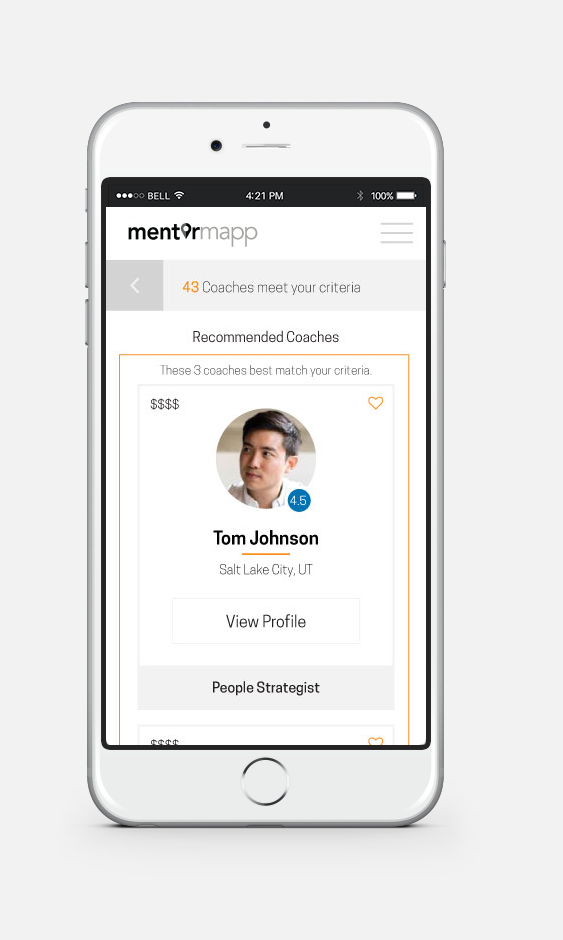 BELL 4:21 PM 100%
mentormapp
43 Coaches meet your criteria
Recommended Coaches
These 3 coaches best match your criteria.
$$$$
4.5
Tom Johnson
Salt Lake City, UT
View Profile
People Strategist
$$$$